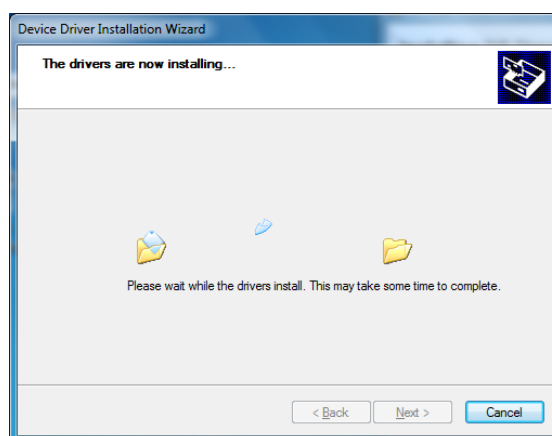 Device Driver Installation Wizard
The drivers are now installing...
Please wait while the drivers install. This may take some time to complete.
< Back
Next >
Cancel